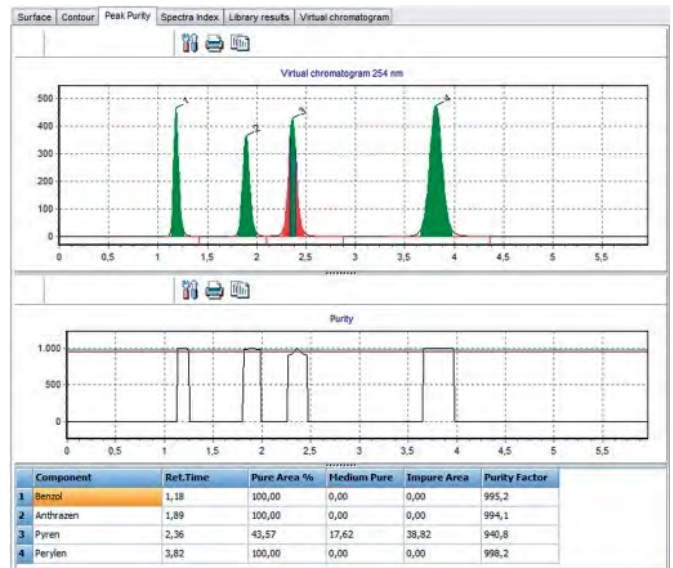 Surface Contour Peak Purity Spectra Index Library results Virtual chromatogram
Virtual chromatogram 254 nm
500
400
300
200
100
0
1 2 3 4
0 0,5 1 1,5 2 2,5 3 3,5 4 4,5 5 5,5
Purity
1.000
500
0
0 0,5 1 1,5 2 2,5 3 3,5 4 4,5 5 5,5
Component Ret.Time Pure Area % Medium Pure Impure Area Purity Factor
1 Benzol 1,18 100,00 0,00 0,00 995,2
2 Anthrazen 1,89 100,00 0,00 0,00 994,1
3 Pyren 2,36 43,57 17,62 38,82 940,8
4 Perylen 3,82 100,00 0,00 0,00 998,2